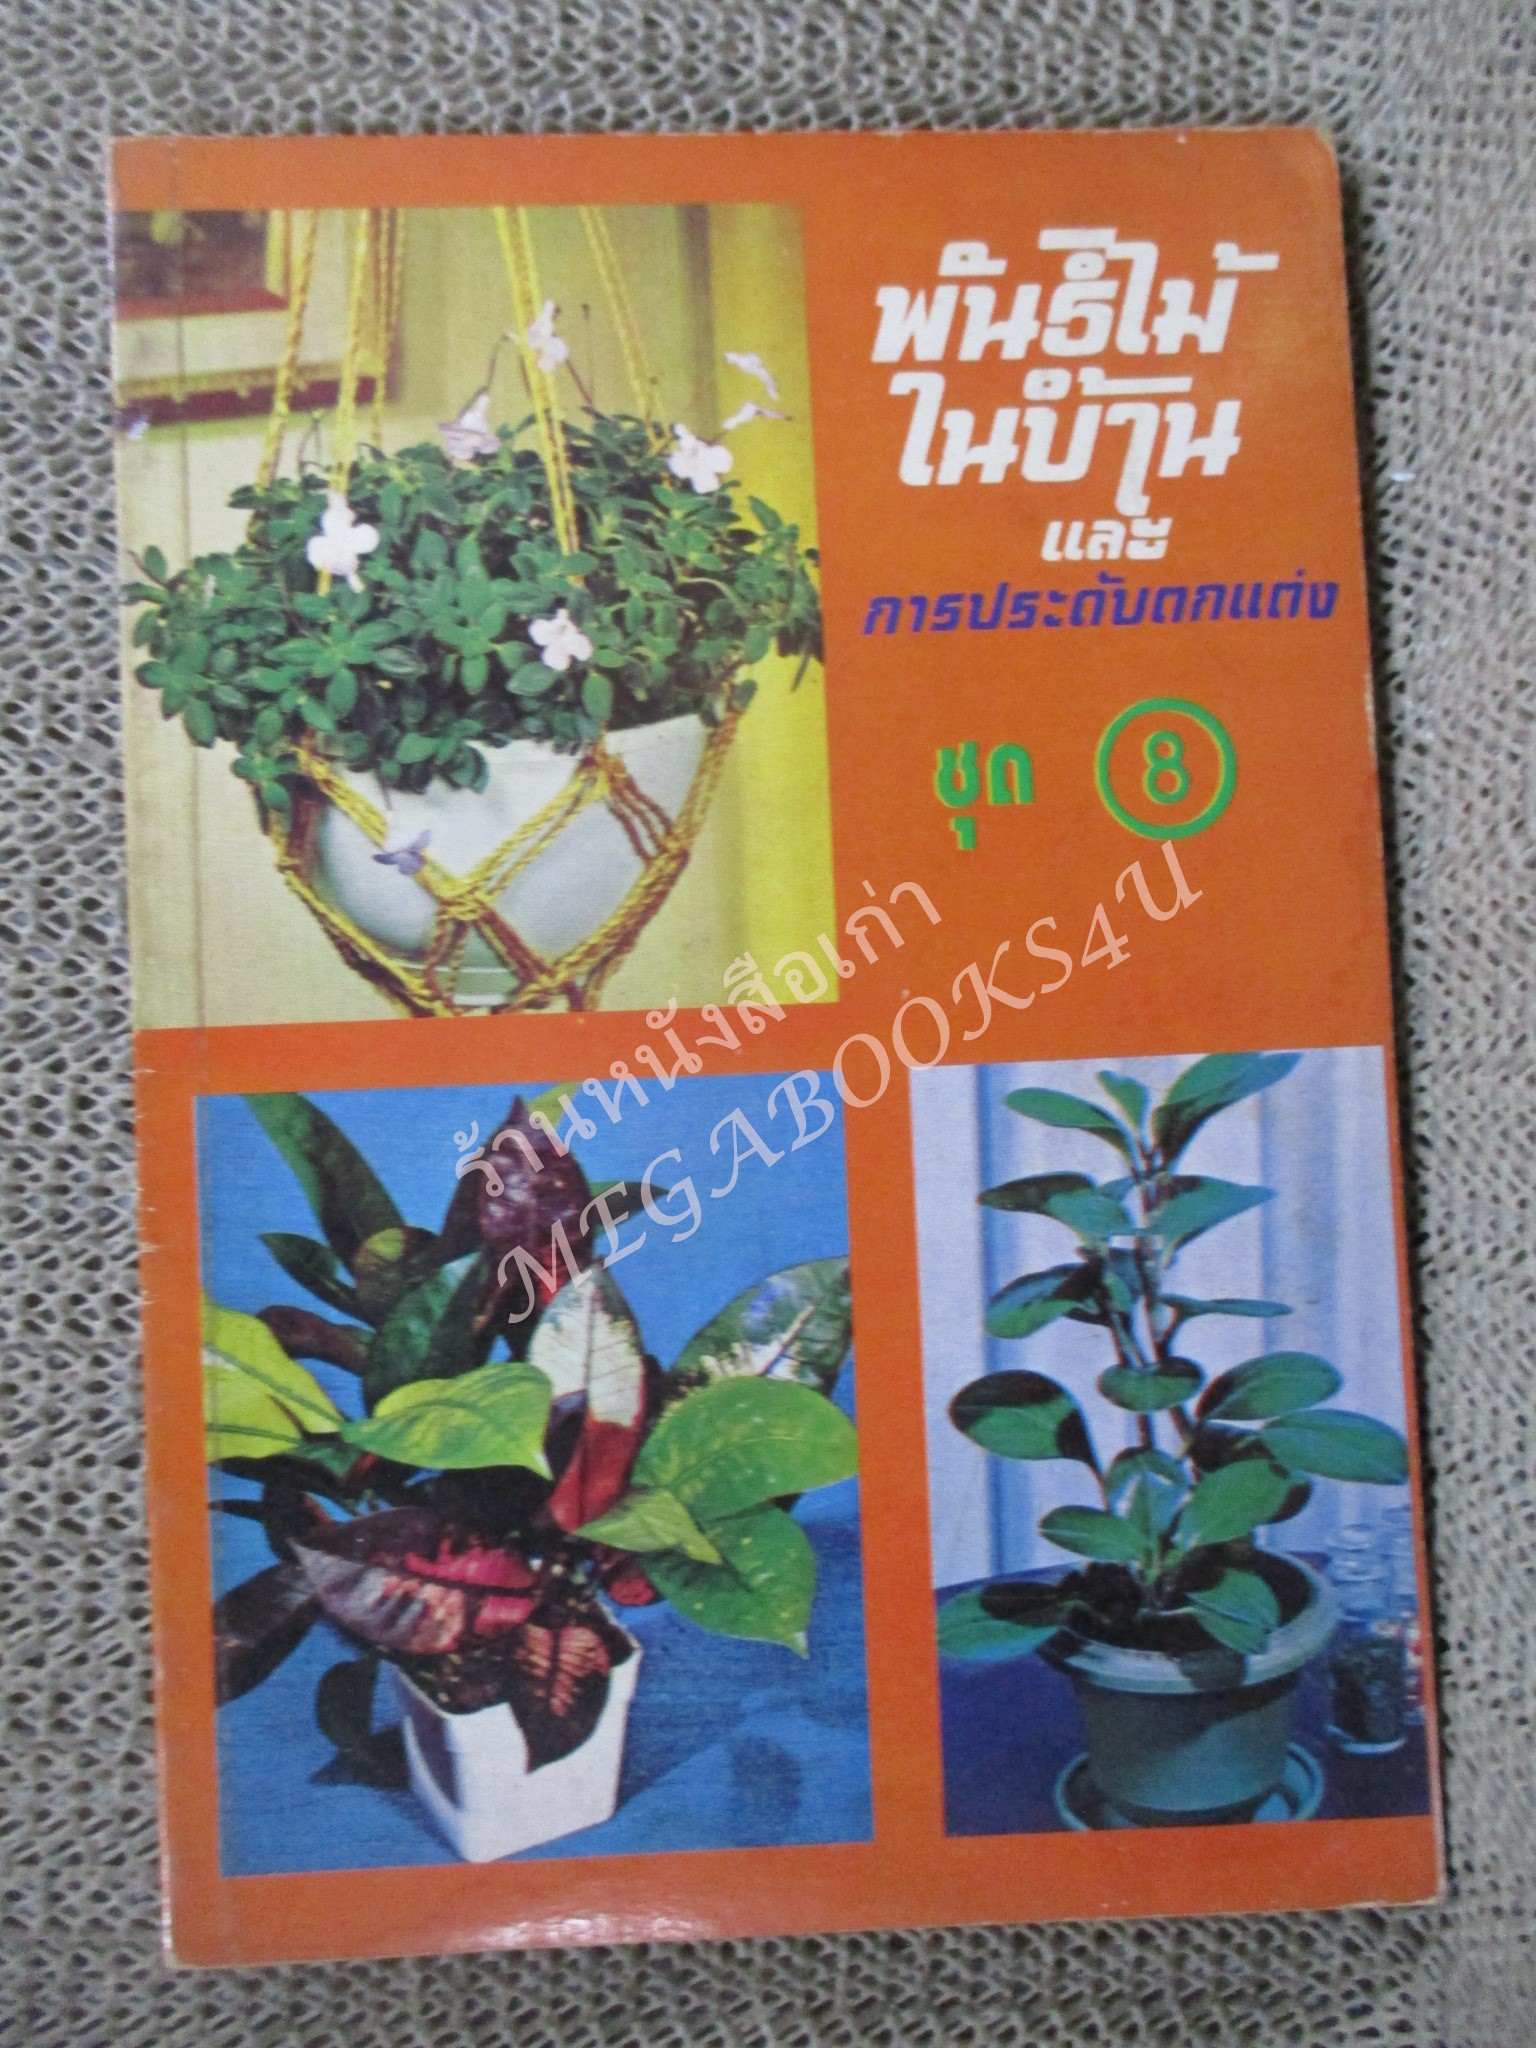 พันธุ์ไม้
ในบ้าน
และ
การประดับตกแต่ง
ชุด 8
ร้านหนังสือเก่า
MEGABOOKS4U